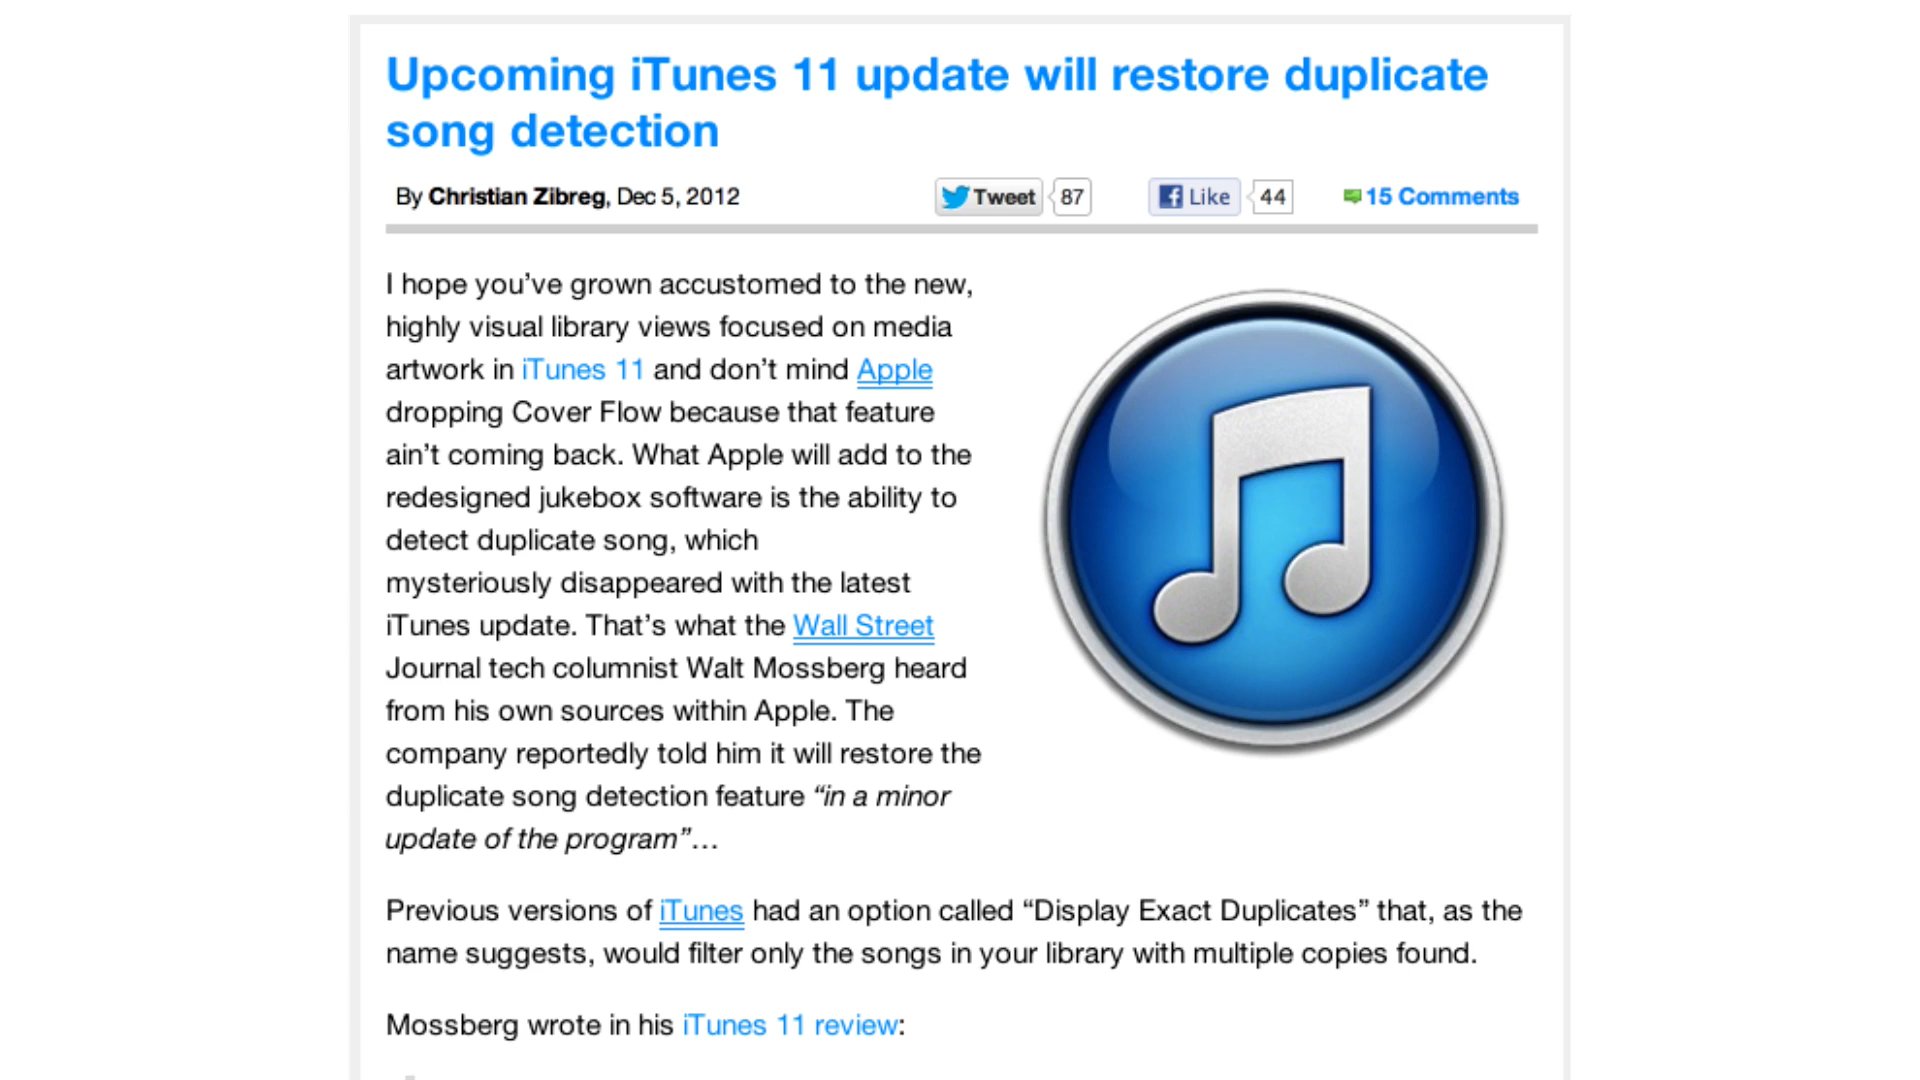 Upcoming iTunes 11 update will restore duplicate
song detection
By Christian Zibreg, Dec 5, 2012
Tweet 87
Like 44
15 Comments
I hope you’ve grown accustomed to the new,
highly visual library views focused on media
artwork in iTunes 11 and don’t mind Apple
dropping Cover Flow because that feature
ain’t coming back. What Apple will add to the
redesigned jukebox software is the ability to
detect duplicate song, which
mysteriously disappeared with the latest
iTunes update. That’s what the Wall Street
Journal tech columnist Walt Mossberg heard
from his own sources within Apple. The
company reportedly told him it will restore the
duplicate song detection feature “in a minor
update of the program”…
Previous versions of iTunes had an option called “Display Exact Duplicates” that, as the
name suggests, would filter only the songs in your library with multiple copies found.
Mossberg wrote in his iTunes 11 review: